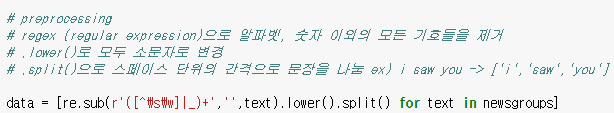 # preprocessing
# regex (regular expression)으로 알파벳, 숫자 이외의 모든 기호들을 제거
# .lower()로 모두 소문자로 변경
# .split()으로 스페이스 단위의 간격으로 문장을 나눔 ex) i saw you -> ['i','saw','you']
data = [re.sub(r'([^₩s₩w]|_)+','',text).lower().split() for text in newsgroups]